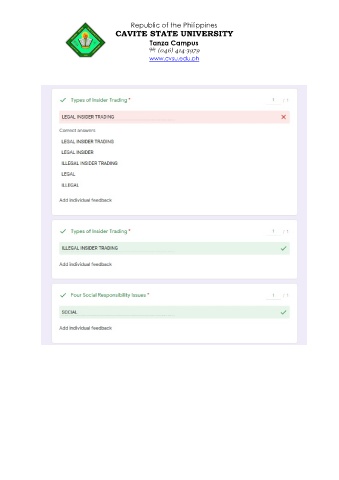 Republic of the Philippines
CAVITE STATE UNIVERSITY
Tanza Campus
☏ (046) 414-3979
www.cvsu.edu.ph
Types of Insider Trading *
1 / 1
LEGAL INSIDER TRADING
Correct answers
LEGAL INSIDER TRADING
LEGAL INSIDER
ILLEGAL INSIDER TRADING
LEGAL
ILLEGAL
Add individual feedback
Types of Insider Trading *
1 / 1
ILLEGAL INSIDER TRADING
Add individual feedback
Four Social Responsibility Issues *
1 / 1
SOCIAL
Add individual feedback